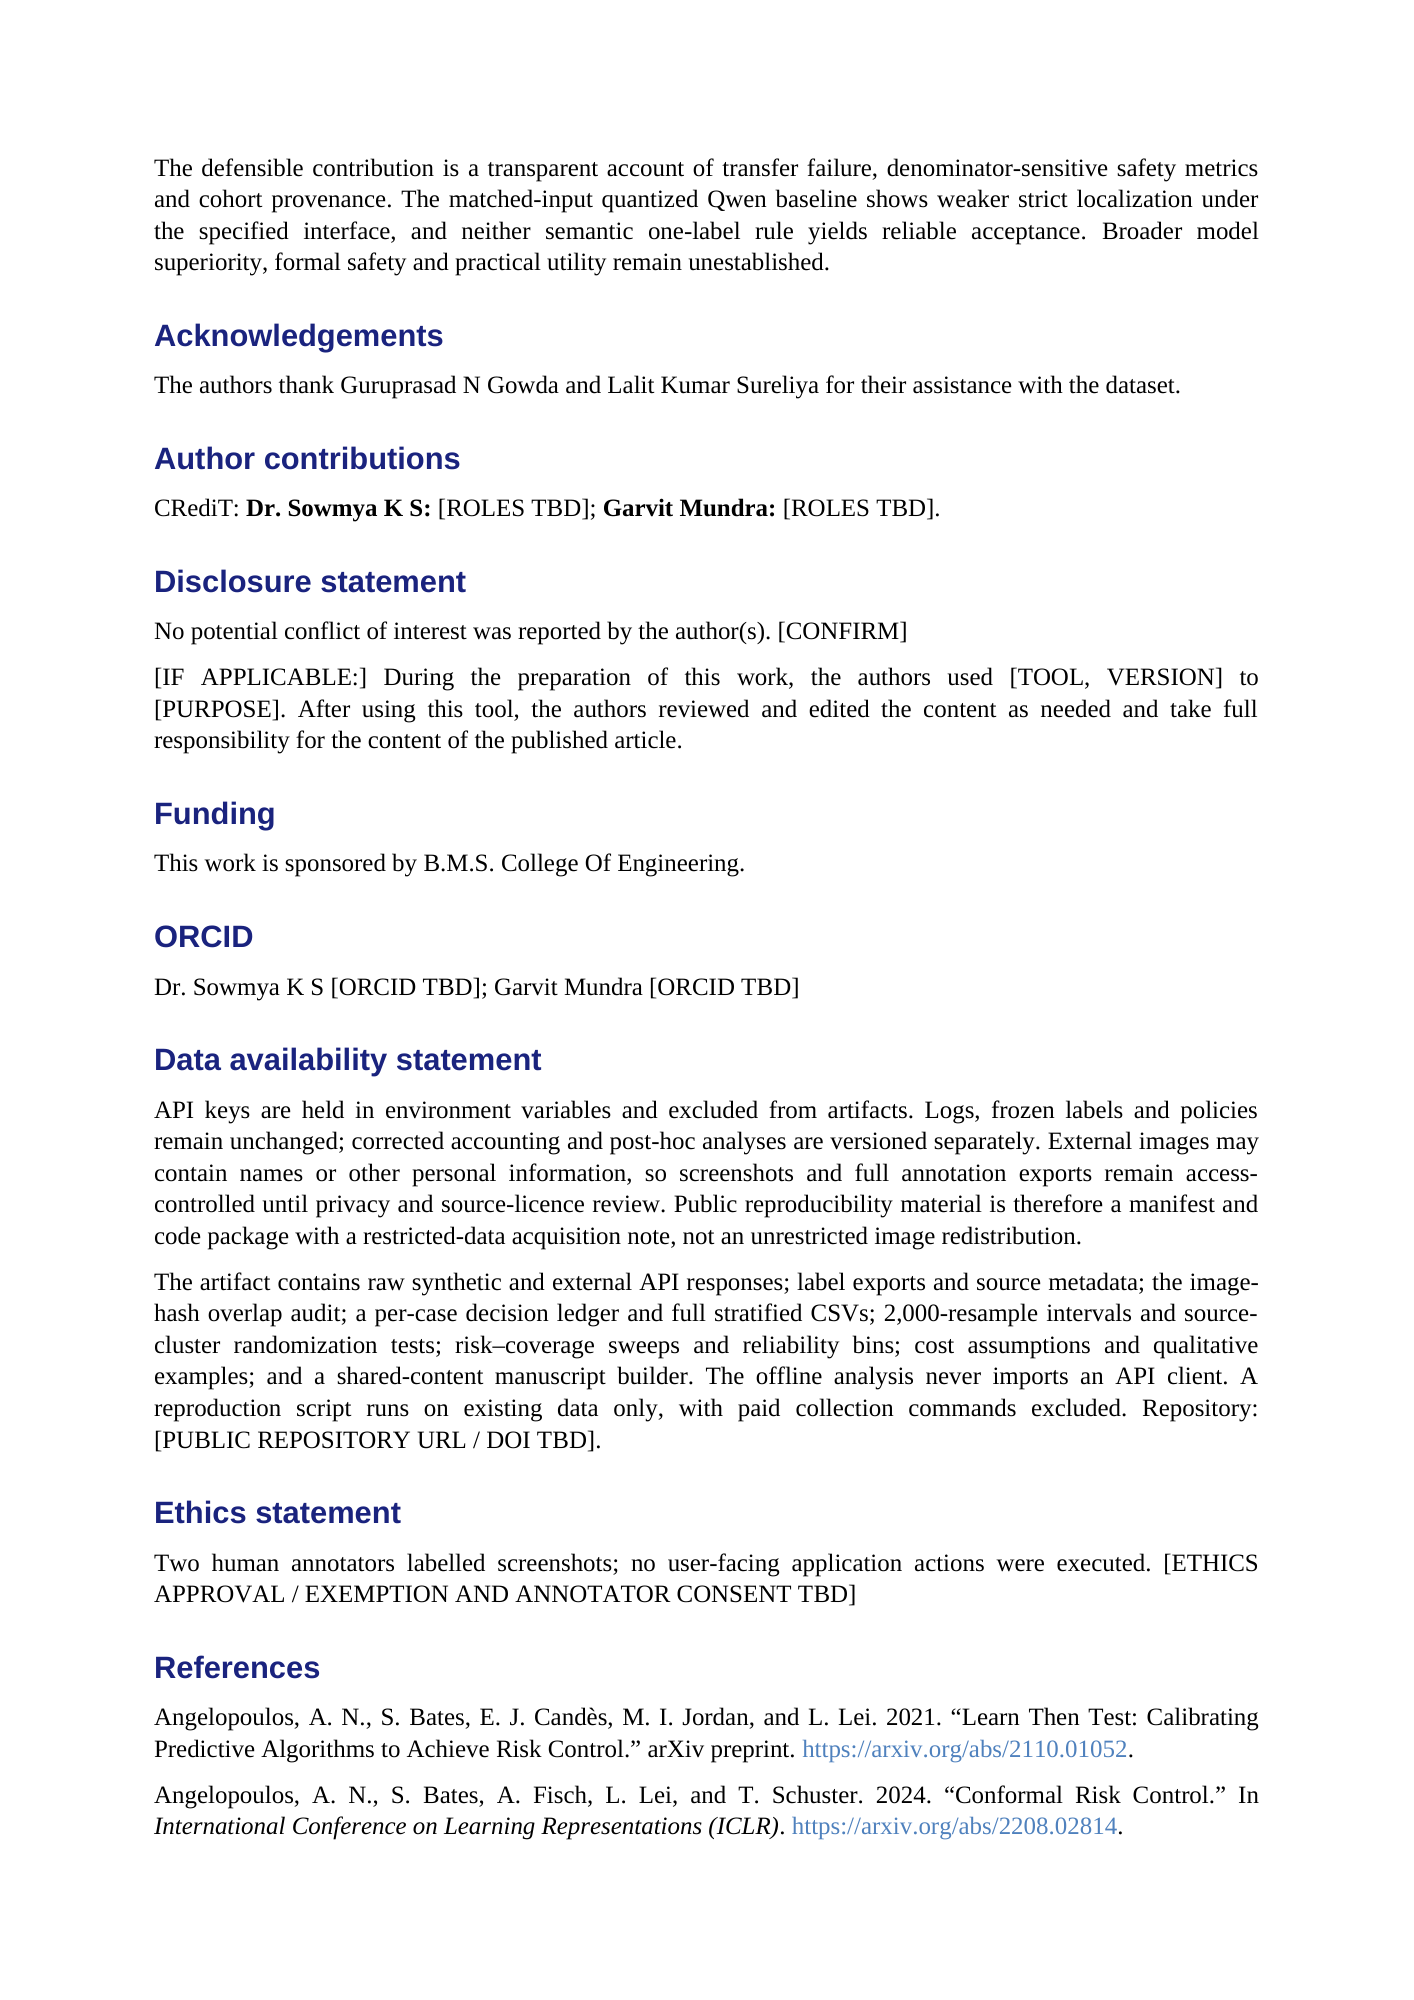 The defensible contribution is a transparent account of transfer failure, denominator-sensitive safety metrics
and cohort provenance. The matched-input quantized Qwen baseline shows weaker strict localization under
the specified interface, and neither semantic one-label rule yields reliable acceptance. Broader model
superiority, formal safety and practical utility remain unestablished.
Acknowledgements
The authors thank Guruprasad N Gowda and Lalit Kumar Sureliya for their assistance with the dataset.
Author contributions
CRediT: Dr. Sowmya K S: [ROLES TBD]; Garvit Mundra: [ROLES TBD].
Disclosure statement
No potential conflict of interest was reported by the author(s). [CONFIRM]
[IF APPLICABLE:] During the preparation of this work, the authors used [TOOL, VERSION] to
[PURPOSE]. After using this tool, the authors reviewed and edited the content as needed and take full
responsibility for the content of the published article.
Funding
This work is sponsored by B.M.S. College Of Engineering.
ORCID
Dr. Sowmya K S [ORCID TBD]; Garvit Mundra [ORCID TBD]
Data availability statement
API keys are held in environment variables and excluded from artifacts. Logs, frozen labels and policies
remain unchanged; corrected accounting and post-hoc analyses are versioned separately. External images may
contain names or other personal information, so screenshots and full annotation exports remain access-
controlled until privacy and source-licence review. Public reproducibility material is therefore a manifest and
code package with a restricted-data acquisition note, not an unrestricted image redistribution.
The artifact contains raw synthetic and external API responses; label exports and source metadata; the image-
hash overlap audit; a per-case decision ledger and full stratified CSVs; 2,000-resample intervals and source-
cluster randomization tests; risk–coverage sweeps and reliability bins; cost assumptions and qualitative
examples; and a shared-content manuscript builder. The offline analysis never imports an API client. A
reproduction script runs on existing data only, with paid collection commands excluded. Repository:
[PUBLIC REPOSITORY URL / DOI TBD].
Ethics statement
Two human annotators labelled screenshots; no user-facing application actions were executed. [ETHICS
APPROVAL / EXEMPTION AND ANNOTATOR CONSENT TBD]
References
Angelopoulos, A. N., S. Bates, E. J. Candès, M. I. Jordan, and L. Lei. 2021. “Learn Then Test: Calibrating
Predictive Algorithms to Achieve Risk Control.” arXiv preprint. https://arxiv.org/abs/2110.01052.
Angelopoulos, A. N., S. Bates, A. Fisch, L. Lei, and T. Schuster. 2024. “Conformal Risk Control.” In
International Conference on Learning Representations (ICLR). https://arxiv.org/abs/2208.02814.